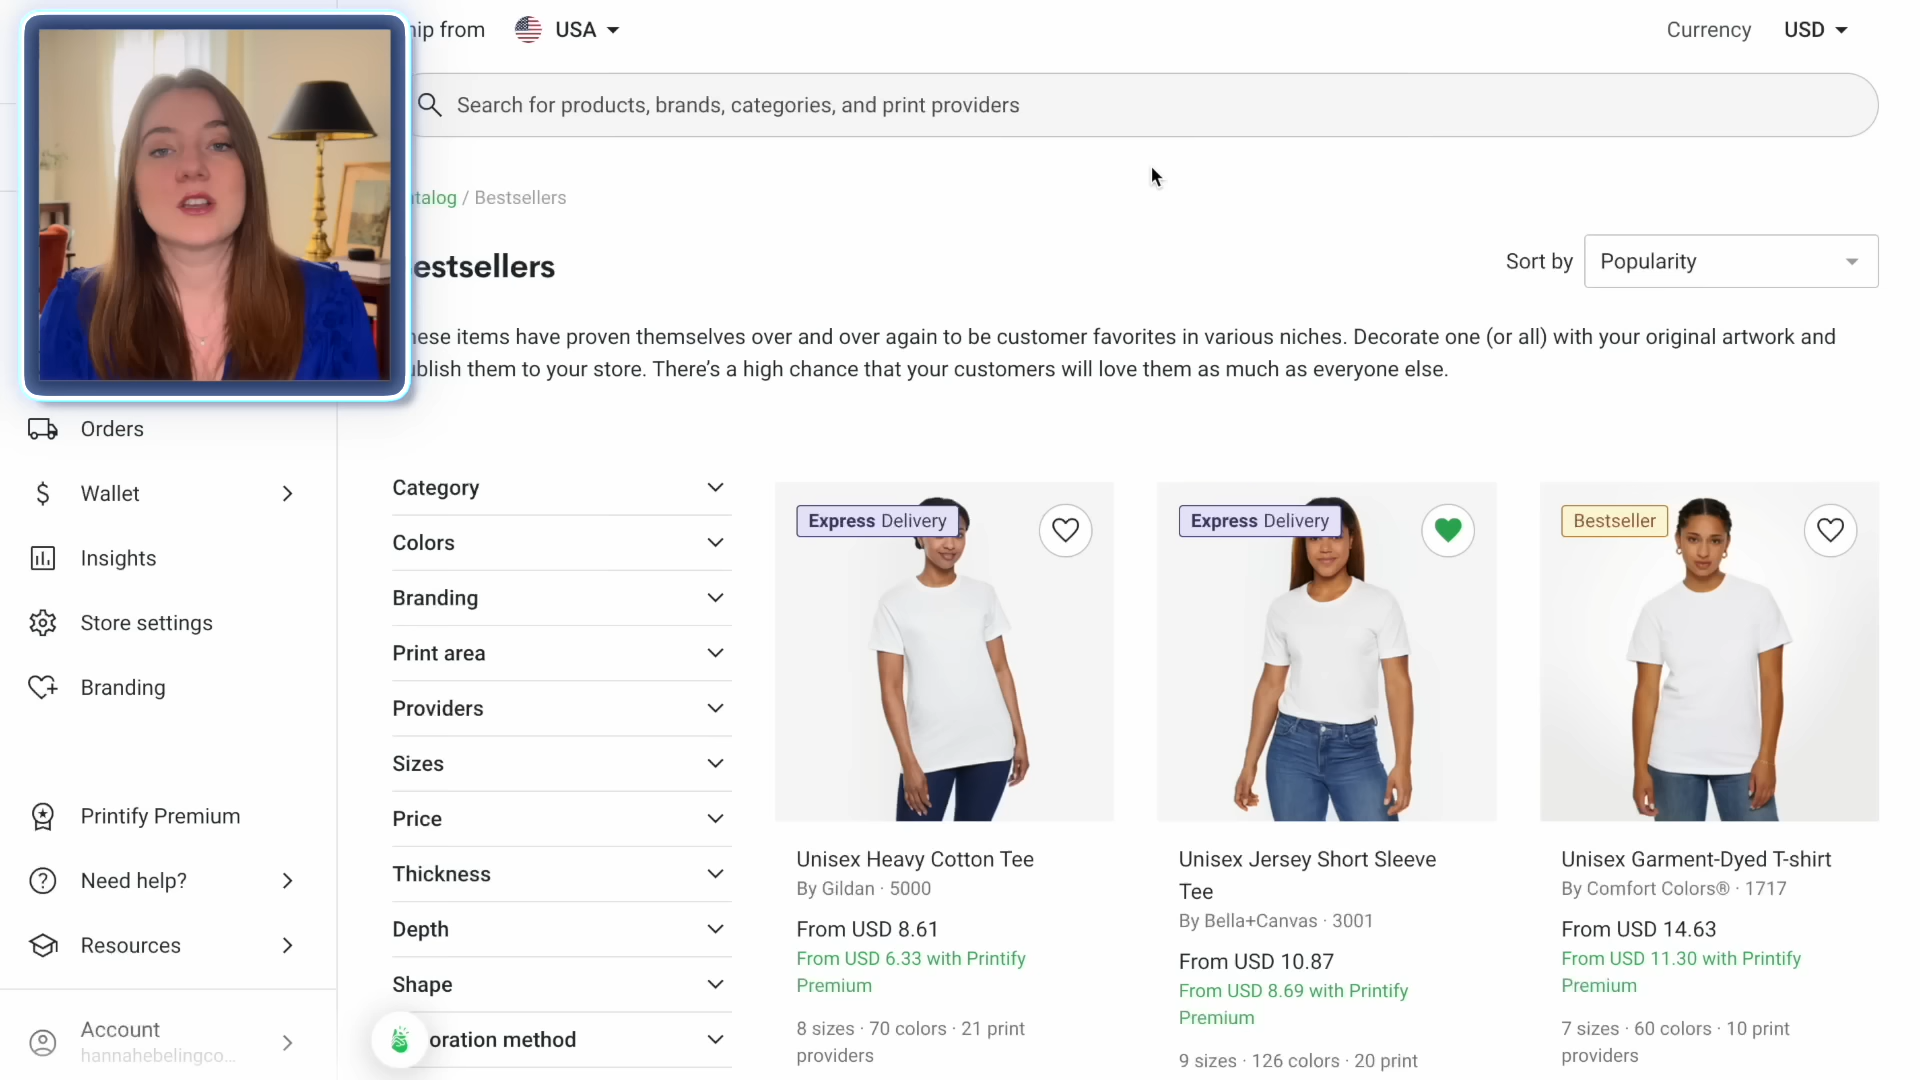 ip from
USA
Currency
USD
Search for products, brands, categories, and print providers
talog / Bestsellers
estsellers
Sort by
Popularity
hese items have proven themselves over and over again to be customer favorites in various niches. Decorate one (or all) with your original artwork and
ublish them to your store. There's a high chance that your customers will love them as much as everyone else.
Orders
Wallet
Insights
Store settings
Branding
Printify Premium
Need help?
Resources
Account
hannahebelingco...
Category
Colors
Branding
Print area
Providers
Sizes
Price
Thickness
Depth
Shape
oration method
Express Delivery
Unisex Heavy Cotton Tee
By Gildan · 5000
From USD 8.61
From USD 6.33 with Printify
Premium
8 sizes · 70 colors · 21 print
providers
Express Delivery
Unisex Jersey Short Sleeve
Tee
By Bella+Canvas · 3001
From USD 10.87
From USD 8.69 with Printify
Premium
9 sizes · 126 colors · 20 print
Bestseller
Unisex Garment-Dyed T-shirt
By Comfort Colors® · 1717
From USD 14.63
From USD 11.30 with Printify
Premium
7 sizes · 60 colors · 10 print
providers